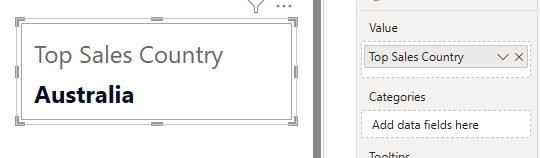 Top Sales Country
Australia
Value
Top Sales Country
Categories
Add data fields here
Tooltips